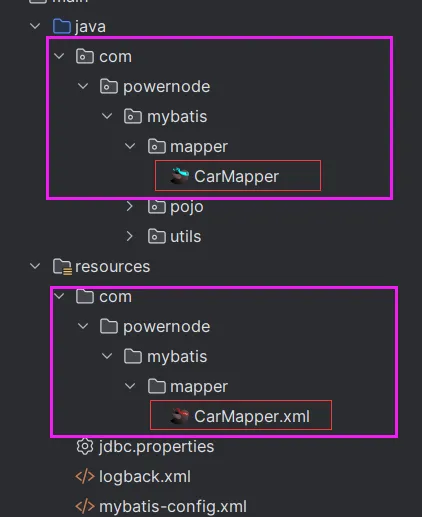 main
java
com
powernode
mybatis
mapper
CarMapper
pojo
utils
resources
com
powernode
mybatis
mapper
CarMapper.xml
jdbc.properties
logback.xml
mybatis-config.xml